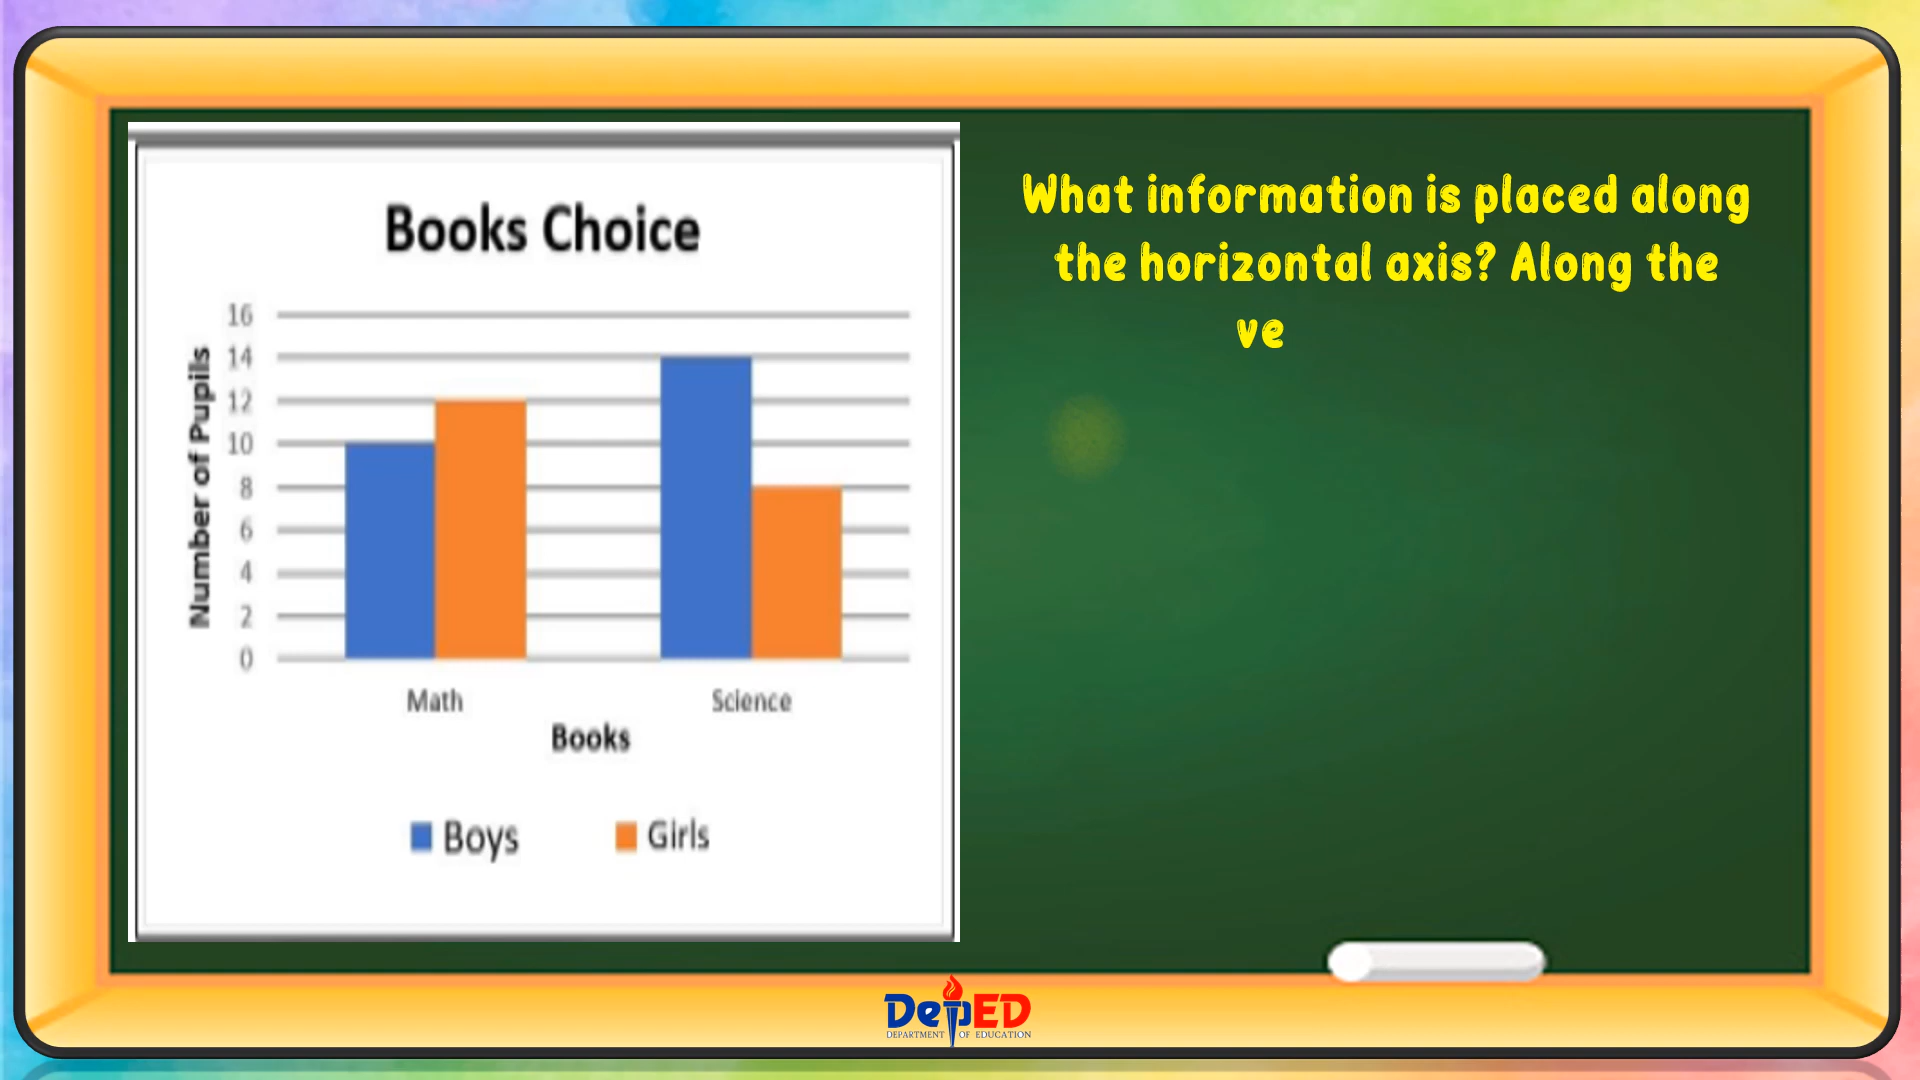 Books Choice
16
14
12
10
8
6
4
2
0
Number of Pupils
Math Science
Books
Boys Girls
What information is placed along
the horizontal axis? Along the
ve
DepED
DEPARTMENT OF EDUCATION